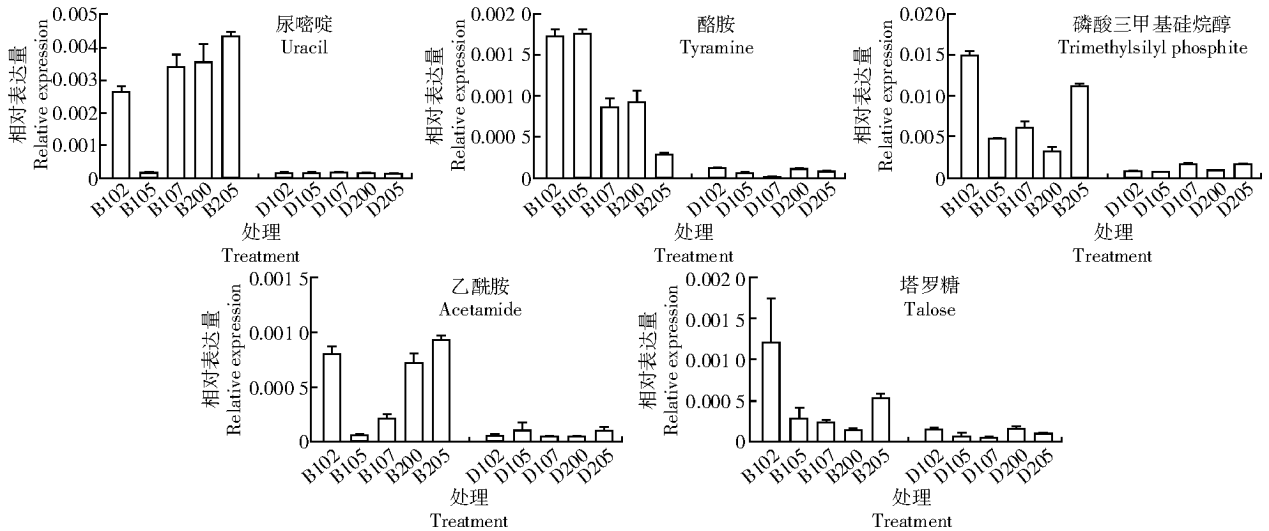 尿嘧啶
Uracil
相对表达量
Relative expression
0.005
0.004
0.003
0.002
0.001
0
B102
B105
B107
B200
B205
D102
D105
D107
D200
D205
处理
Treatment
酪胺
Tyramine
相对表达量
Relative expression
0.002 0
0.001 5
0.001 0
0.000 5
0
B102
B105
B107
B200
B205
D102
D105
D107
D200
D205
处理
Treatment
磷酸三甲基硅烷醇
Trimethylsilyl phosphite
相对表达量
Relative expression
0.020
0.015
0.010
0.005
0
B102
B105
B107
B200
B205
D102
D105
D107
D200
D205
处理
Treatment
乙酰胺
Acetamide
相对表达量
Relative expression
0.001 5
0.001 0
0.000 5
0
B102
B105
B107
B200
B205
D102
D105
D107
D200
D205
处理
Treatment
塔罗糖
Talose
相对表达量
Relative expression
0.002 0
0.001 5
0.001 0
0.000 5
0
B102
B105
B107
B200
B205
D102
D105
D107
D200
D205
处理
Treatment